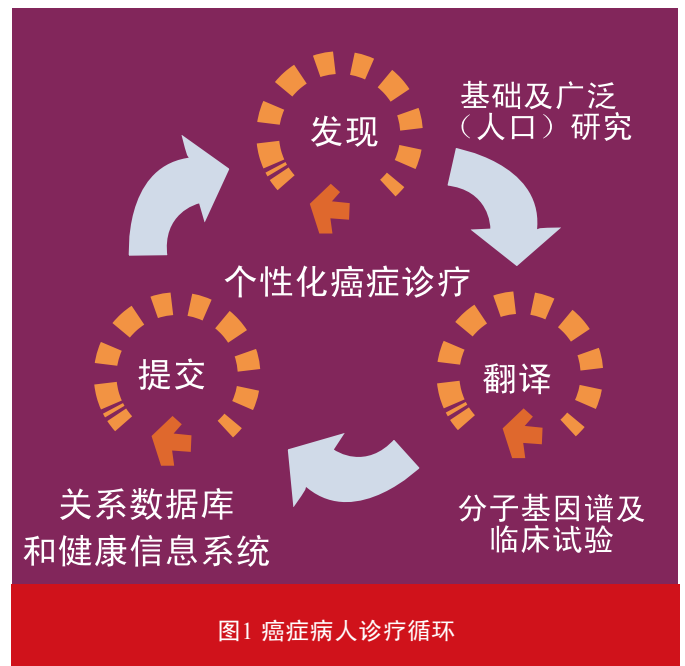 发现
基础及广泛
（人口）研究
个性化癌症诊疗
提交
翻译
关系数据库
和健康信息系统
分子基因谱及
临床试验
图1 癌症病人诊疗循环